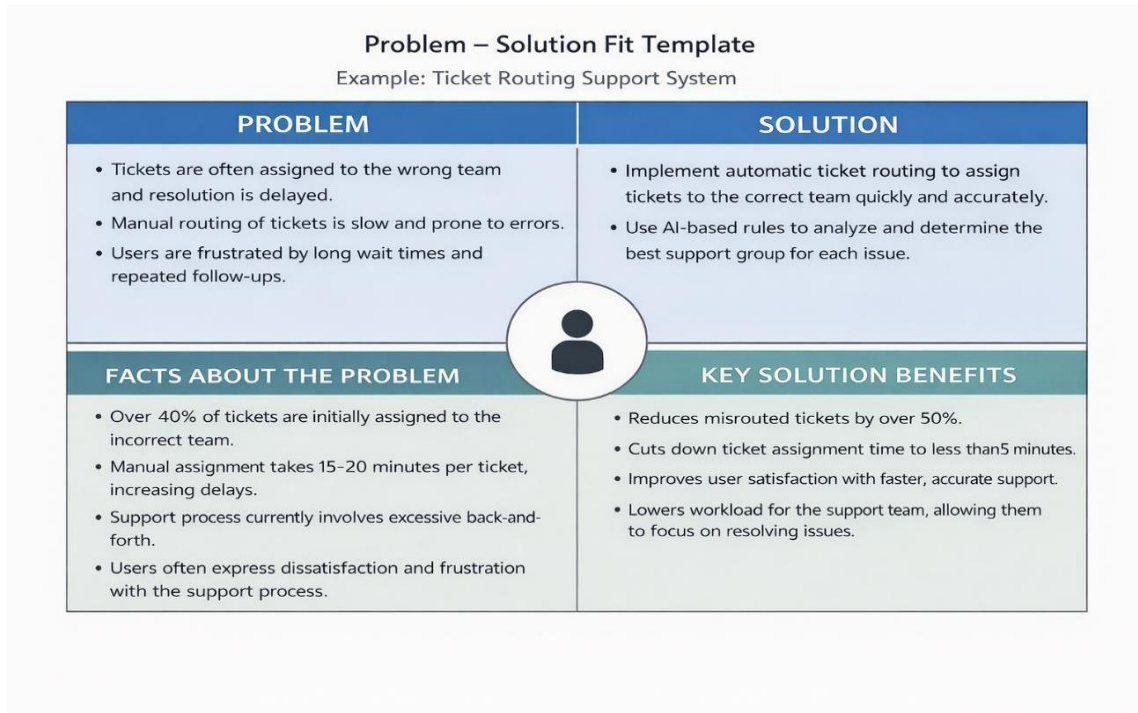 Problem – Solution Fit Template
Example: Ticket Routing Support System
PROBLEM
• Tickets are often assigned to the wrong team
and resolution is delayed.
• Manual routing of tickets is slow and prone to errors.
• Users are frustrated by long wait times and
repeated follow-ups.
SOLUTION
• Implement automatic ticket routing to assign
tickets to the correct team quickly and accurately.
• Use AI-based rules to analyze and determine the
best support group for each issue.
FACTS ABOUT THE PROBLEM
• Over 40% of tickets are initially assigned to the
incorrect team.
• Manual assignment takes 15-20 minutes per ticket,
increasing delays.
• Support process currently involves excessive back-and-
forth.
• Users often express dissatisfaction and frustration
with the support process.
KEY SOLUTION BENEFITS
• Reduces misrouted tickets by over 50%.
• Cuts down ticket assignment time to less than5 minutes.
• Improves user satisfaction with faster, accurate support.
• Lowers workload for the support team, allowing them
to focus on resolving issues.